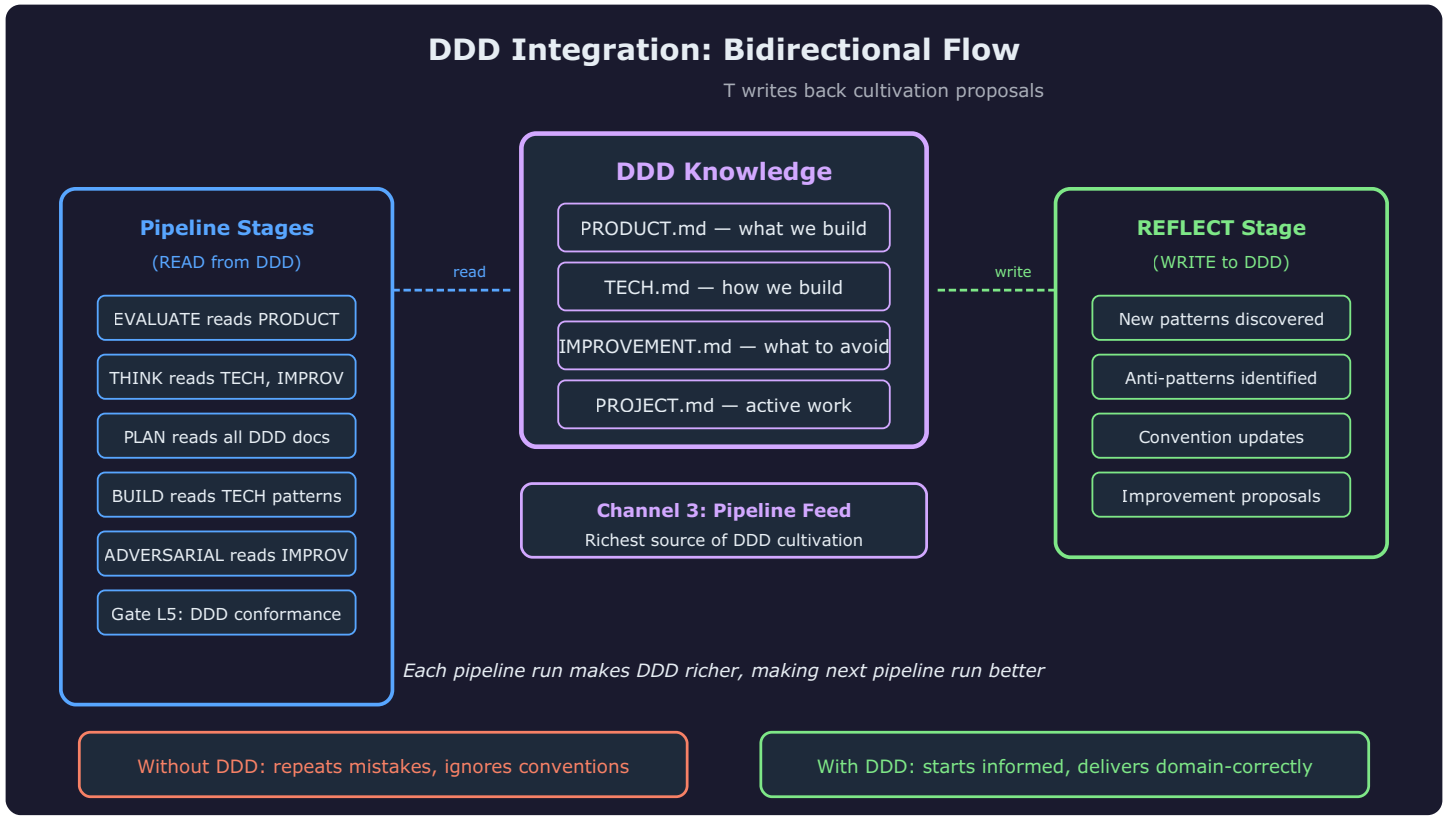 DDD Integration: Bidirectional Flow
T writes back cultivation proposals
Pipeline Stages
(READ from DDD)
EVALUATE reads PRODUCT
THINK reads TECH, IMPROV
PLAN reads all DDD docs
BUILD reads TECH patterns
ADVERSARIAL reads IMPROV
Gate L5: DDD conformance
read
DDD Knowledge
PRODUCT.md — what we build
TECH.md — how we build
IMPROVEMENT.md — what to avoid
PROJECT.md — active work
Channel 3: Pipeline Feed
Richest source of DDD cultivation
write
REFLECT Stage
(WRITE to DDD)
New patterns discovered
Anti-patterns identified
Convention updates
Improvement proposals
Each pipeline run makes DDD richer, making next pipeline run better
Without DDD: repeats mistakes, ignores conventions
With DDD: starts informed, delivers domain-correctly